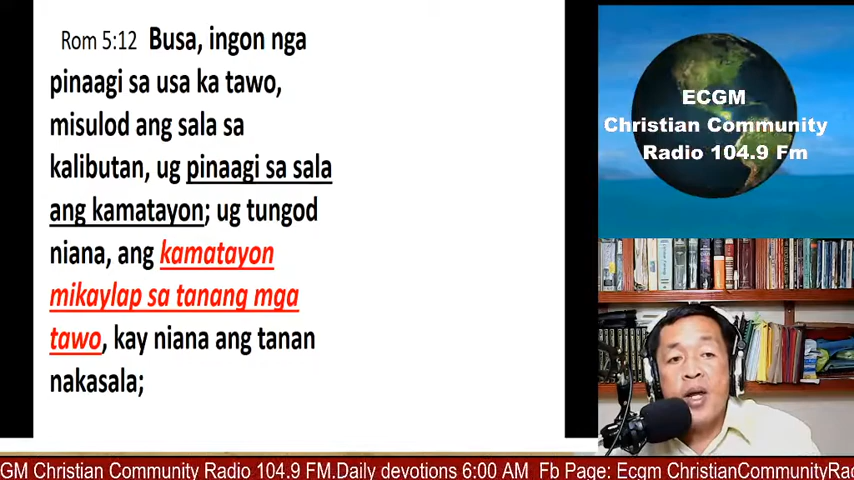 Rom 5:12 Busa, ingon nga
pinaagi sa usa ka tawo,
misulod ang sala sa
kalibutan, ug pinaagi sa sala
ang kamatayon; ug tungod
niana, ang kamatayon
mikaylap sa tanang mga
tawo, kay niana ang tanan
nakasala;
ECGM
Christian Community
Radio 104.9 Fm
GM Christian Community Radio 104.9 FM.Daily devotions 6:00 AM Fb Page: Ecgm ChristianCommunityRad